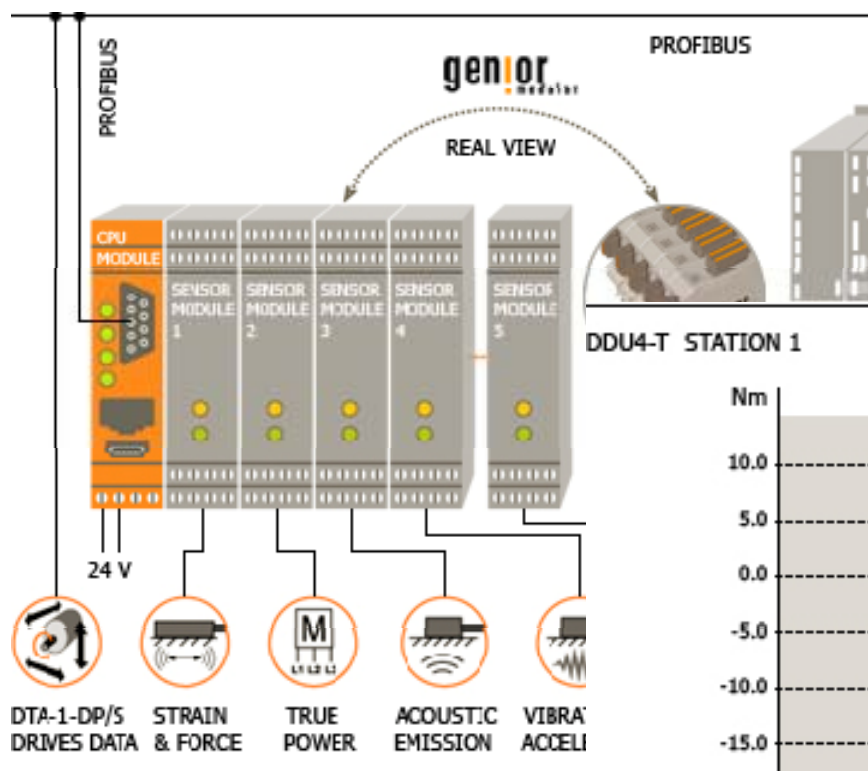 PROFIBUS
PROFIBUS
genior
modular
REAL VIEW
CPU
MODULE
SENSOR
MODULE
1
SENSOR
MODULE
2
SENSOR
MODULE
3
SENSOR
MODULE
4
SENSOR
MODULE
5
DDU4-T STATION 1
Nm
10.0
5.0
0.0
-5.0
-10.0
-15.0
24 V
M
L1 L2 L3
DTA-1-DP/S
DRIVES DATA
STRAIN
& FORCE
TRUE
POWER
ACOUSTIC
EMISSION
VIBRAT
ACCELE